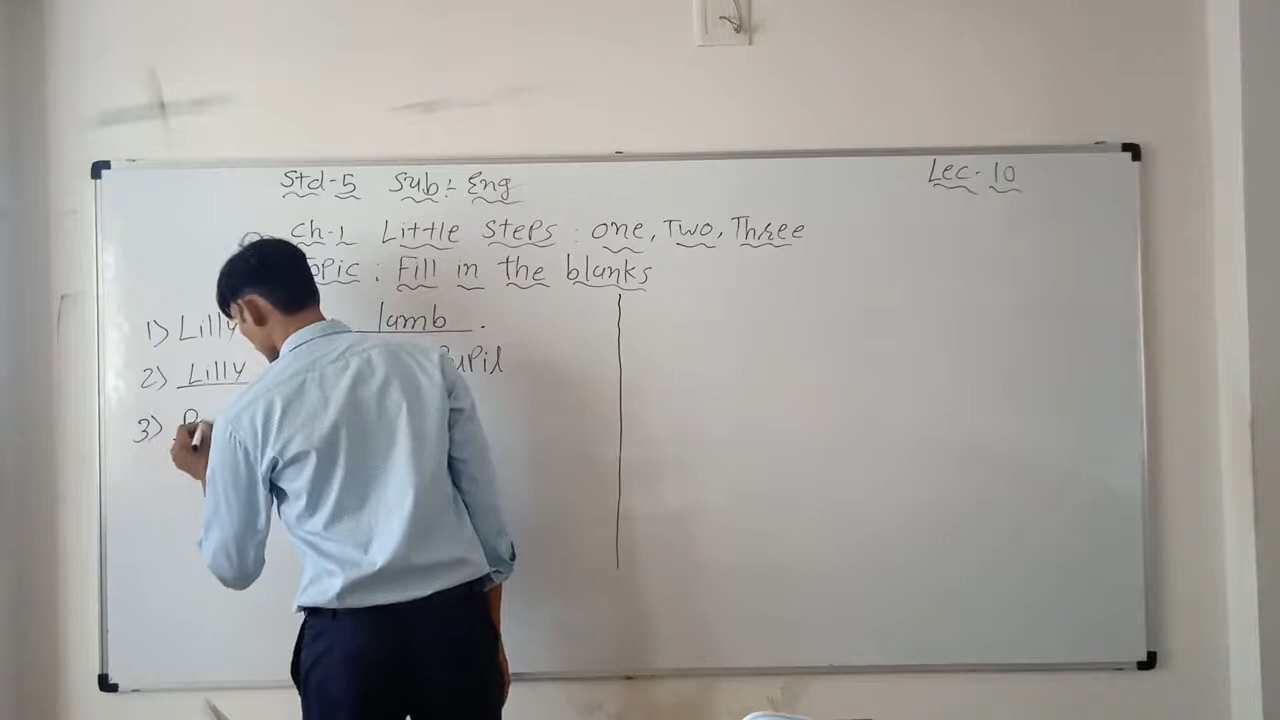 Std-5 Sub:- Eng
Lec-10
Ch-1 Little Steps : one, Two, Three
Topic : Fill in the blanks
1) Lilly lamb .
2) Lilly Pupil
3)